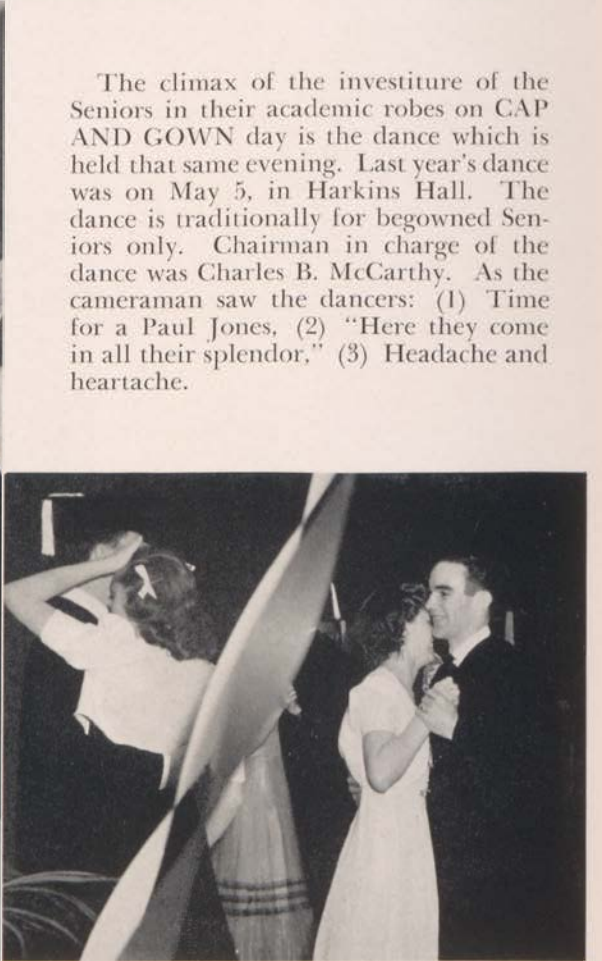 The climax of the investiture of the
Seniors in their academic robes on CAP
AND GOWN day is the dance which is
held that same evening. Last year's dance
was on May 5, in Harkins Hall. The
dance is traditionally for begowned Sen-
iors only. Chairman in charge of the
dance was Charles B. McCarthy. As the
cameraman saw the dancers: (1) Time
for a Paul Jones, (2) "Here they come
in all their splendor," (3) Headache and
heartache.